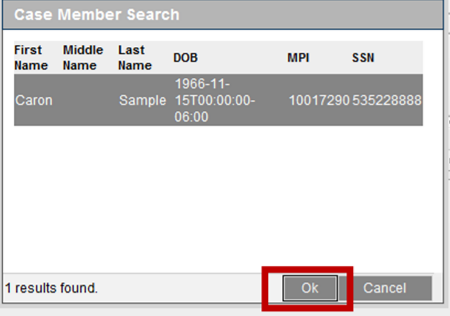 Case Member Search
First Name Middle Name Last Name DOB MPI SSN
Caron Sample 1966-11-15T00:00:00-06:00 10017290 535228888
1 results found. Ok Cancel